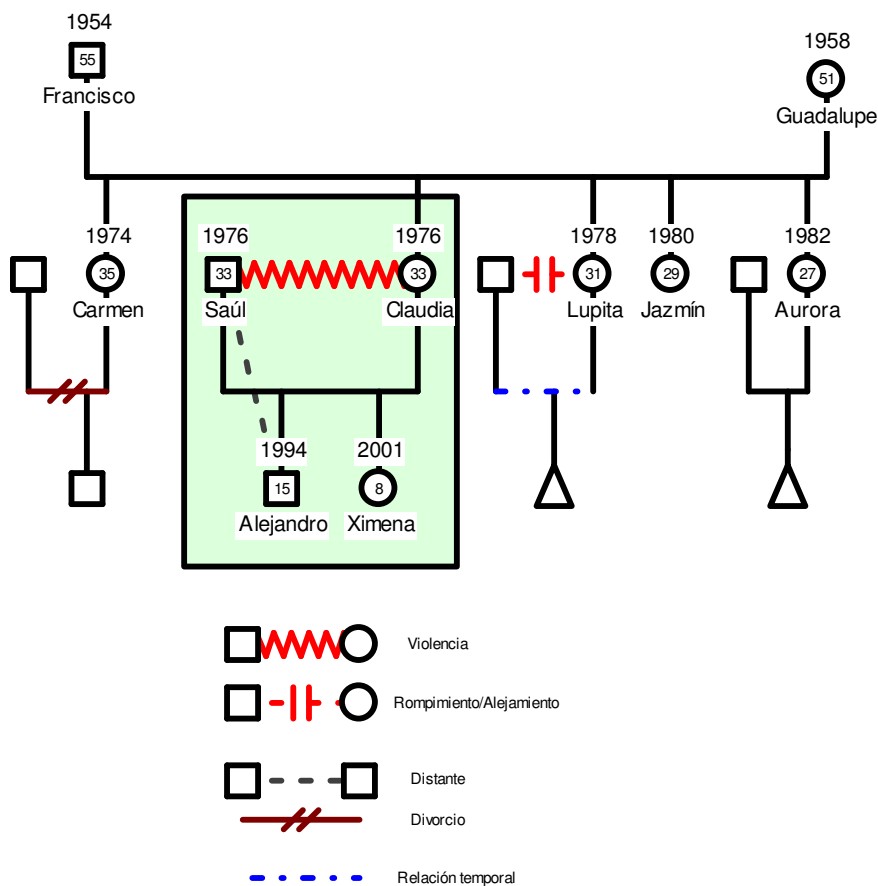 1954
55
Francisco
1958
51
Guadalupe
1974
35
Carmen
1976
33
Saúl
1976
33
Claudia
1978
31
Lupita
1980
29
Jazmín
1982
27
Aurora
1994
15
Alejandro
2001
8
Ximena
Violencia
Rompimiento/Alejamiento
Distante
Divorcio
Relación temporal